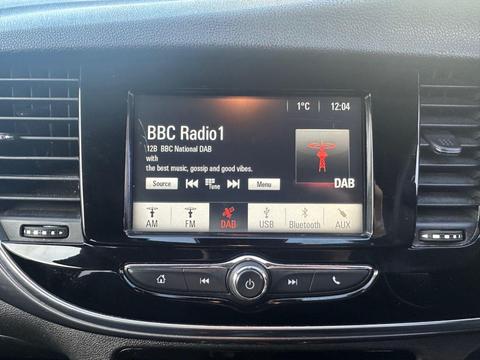 1°C 12:04
BBC Radio1
12B BBC National DAB
with
the best music, gossip and good vibes.
DAB
Source Tune Menu
AM FM DAB USB Bluetooth AUX